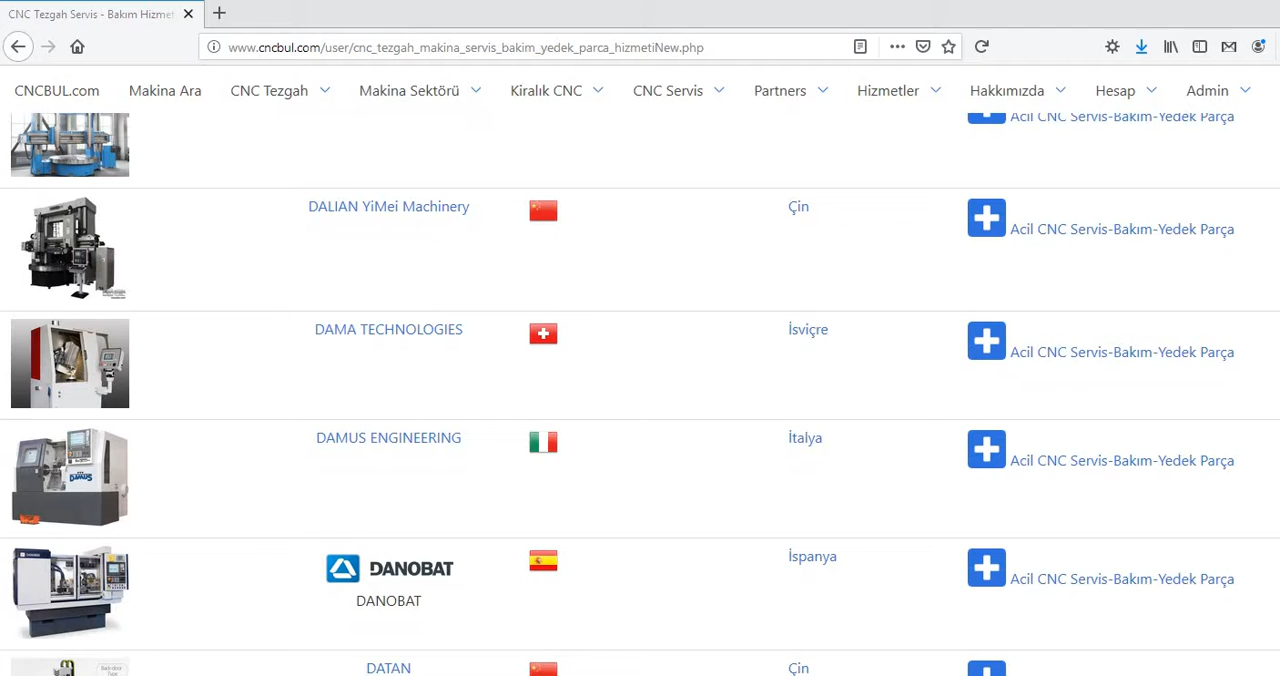 CNC Tezgah Servis - Bakım Hizmet
www.cncbul.com/user/cnc_tezgah_makina_servis_bakim_yedek_parca_hizmetiNew.php
CNCBUL.com Makina Ara CNC Tezgah Makina Sektörü Kiralık CNC CNC Servis Partners Hizmetler Hakkımızda Hesap Admin
Acil CNC Servis-Bakım-Yedek Parça
DALIAN YiMei Machinery Çin
Acil CNC Servis-Bakım-Yedek Parça
DAMA TECHNOLOGIES İsviçre
Acil CNC Servis-Bakım-Yedek Parça
DAMUS ENGINEERING İtalya
Acil CNC Servis-Bakım-Yedek Parça
DAMUS
DANOBAT İspanya
DANOBAT
Acil CNC Servis-Bakım-Yedek Parça
DATAN Çin